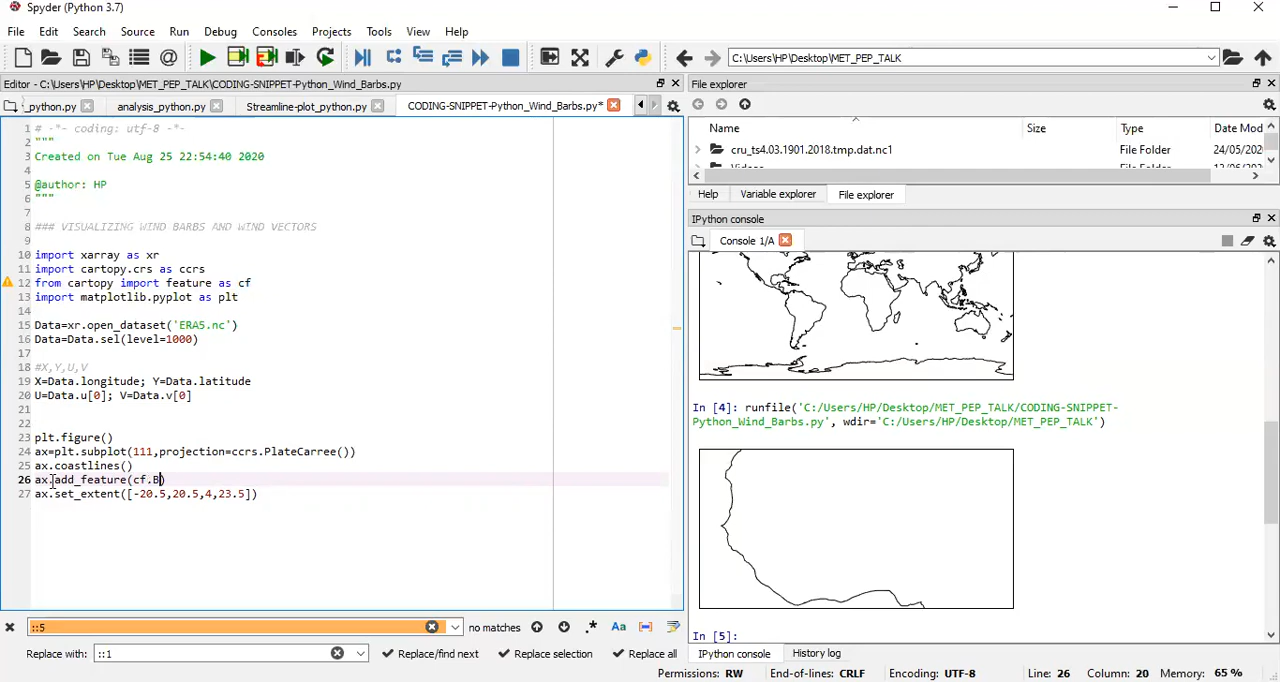 Spyder (Python 3.7)
File Edit Search Source Run Debug Consoles Projects Tools View Help
C:\Users\HP\Desktop\MET_PEP_TALK
Editor - C:\Users\HP\Desktop\MET_PEP_TALK\CODING-SNIPPET-Python_Wind_Barbs.py
_python.py analysis_python.py Streamline-plot_python.py CODING-SNIPPET-Python_Wind_Barbs.py*
1 # -*- coding: utf-8 -*-
2 """
3 Created on Tue Aug 25 22:54:40 2020
4
5 @author: HP
6 """
7
8 ### VISUALIZING WIND BARBS AND WIND VECTORS
9
10 import xarray as xr
11 import cartopy.crs as ccrs
12 from cartopy import feature as cf
13 import matplotlib.pyplot as plt
14
15 Data=xr.open_dataset('ERA5.nc')
16 Data=Data.sel(level=1000)
17
18 #X,Y,U,V
19 X=Data.longitude; Y=Data.latitude
20 U=Data.u[0]; V=Data.v[0]
21
22
23 plt.figure()
24 ax=plt.subplot(111,projection=ccrs.PlateCarree())
25 ax.coastlines()
26 ax.add_feature(cf.B)
27 ax.set_extent([-20.5,20.5,4,23.5])
::5 no matches Aa
Replace with: ::1 Replace/find next Replace selection Replace all
File explorer
Name Size Type Date Mod
cru_ts4.03.1901.2018.tmp.dat.nc1 File Folder 24/05/202
File Folder
Help Variable explorer File explorer
IPython console
Console 1/A
In [4]: runfile('C:/Users/HP/Desktop/MET_PEP_TALK/CODING-SNIPPET-
Python_Wind_Barbs.py', wdir='C:/Users/HP/Desktop/MET_PEP_TALK')
In [5]:
IPython console History log
Permissions: RW End-of-lines: CRLF Encoding: UTF-8 Line: 26 Column: 20 Memory: 65 %